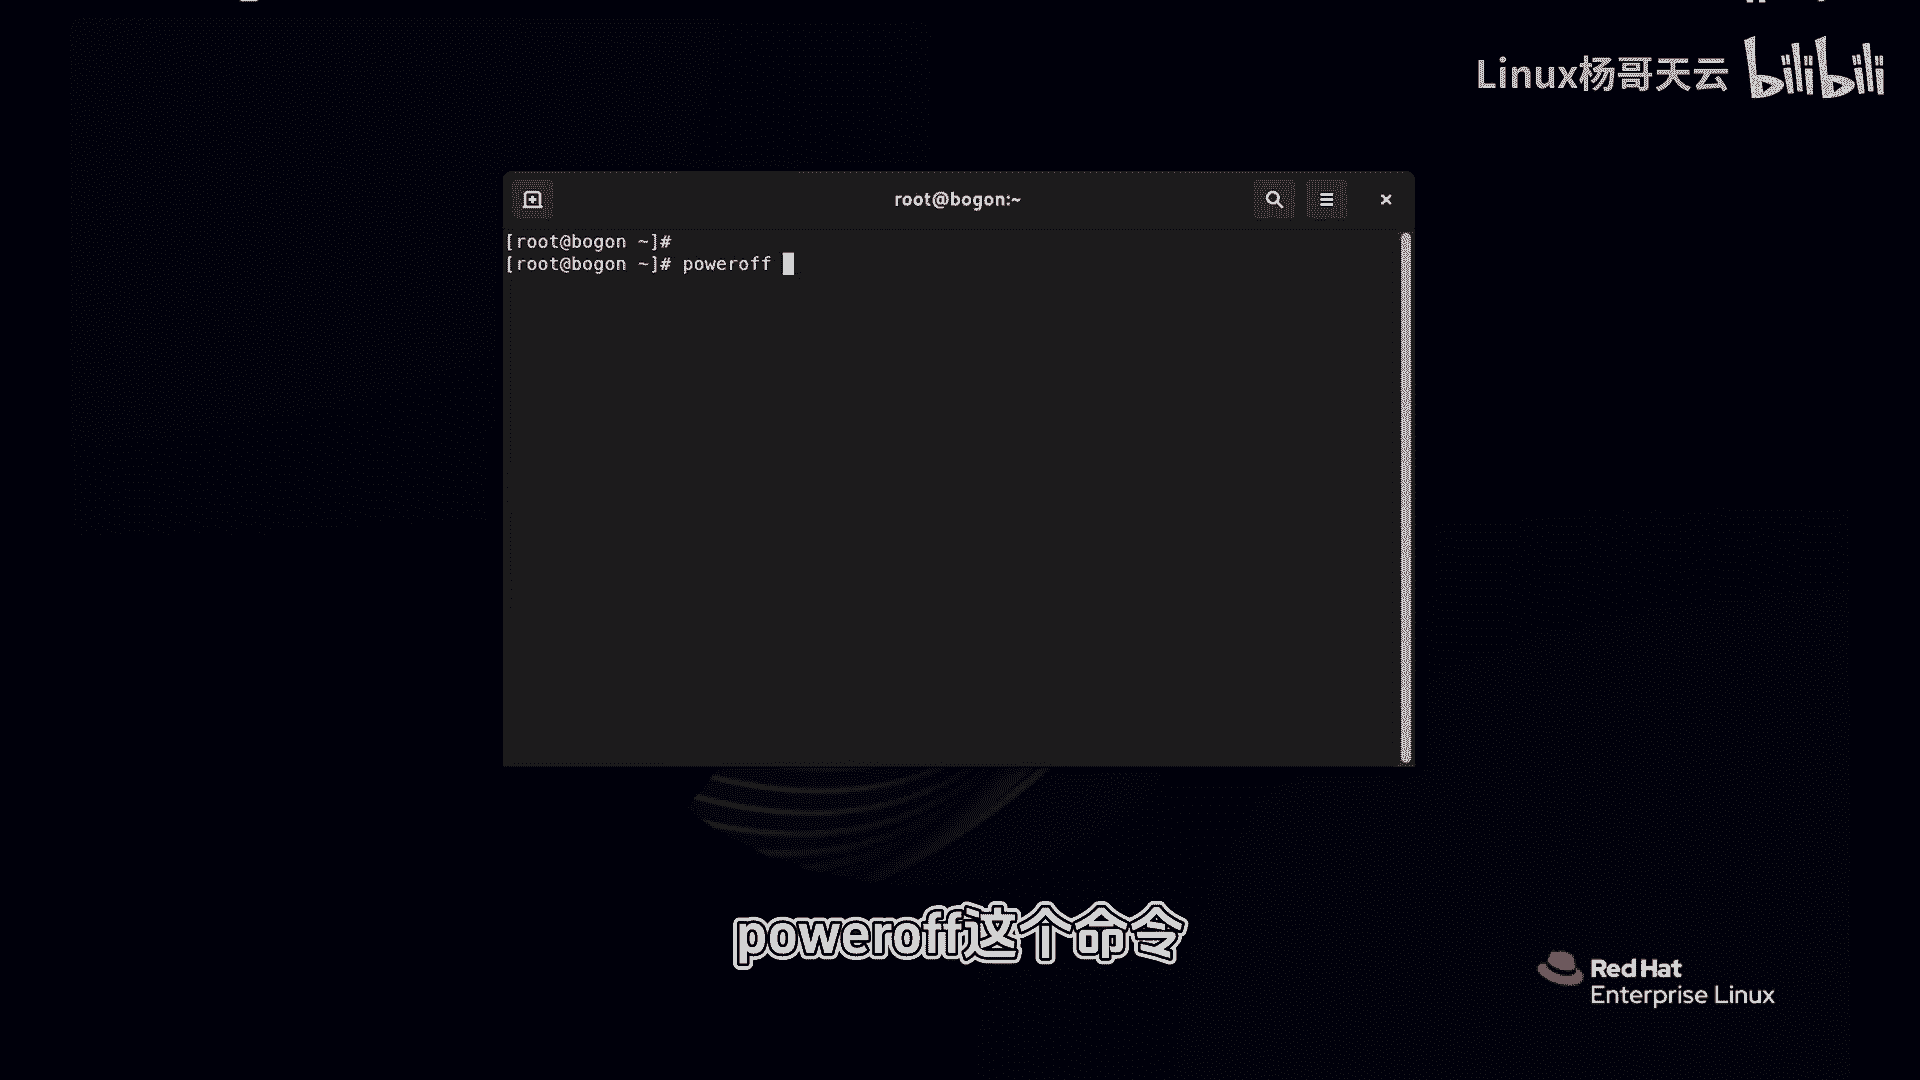 Linux杨哥天云 bilibili
root@bogon:~
[root@bogon ~]#
[root@bogon ~]# poweroff
poweroff这个命令
Red Hat
Enterprise Linux